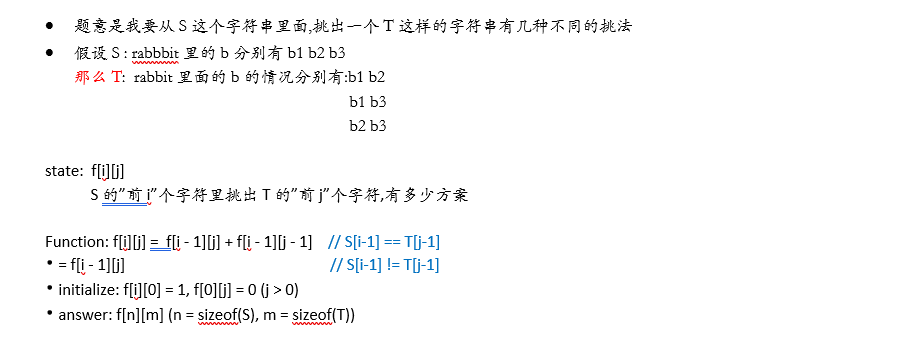 • 题意是我要从 S 这个字符串里面,挑出一个 T 这样的字符串有几种不同的挑法
• 假设 S : rabbbit 里的 b 分别有 b1 b2 b3
那么 T: rabbit 里面的 b 的情况分别有:b1 b2
b1 b3
b2 b3
state: f[i][j]
S 的”前 i”个字符里挑出 T 的”前 j”个字符,有多少方案
Function: f[i][j] = f[i - 1][j] + f[i - 1][j - 1] // S[i-1] == T[j-1]
• = f[i - 1][j] // S[i-1] != T[j-1]
• initialize: f[i][0] = 1, f[0][j] = 0 (j > 0)
• answer: f[n][m] (n = sizeof(S), m = sizeof(T))